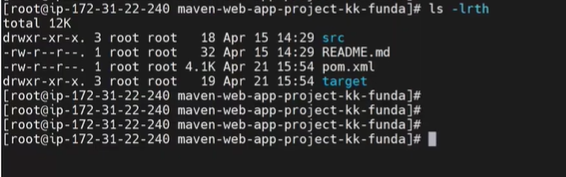 [root@ip-172-31-22-240 maven-web-app-project-kk-funda]# ls -lrth
total 12K
drwxr-xr-x. 3 root root   18 Apr 15 14:29 src
-rw-r--r--. 1 root root   32 Apr 15 14:29 README.md
-rw-r--r--. 1 root root 4.1K Apr 21 15:54 pom.xml
drwxr-xr-x. 3 root root   19 Apr 21 15:54 target
[root@ip-172-31-22-240 maven-web-app-project-kk-funda]#
[root@ip-172-31-22-240 maven-web-app-project-kk-funda]#
[root@ip-172-31-22-240 maven-web-app-project-kk-funda]#
[root@ip-172-31-22-240 maven-web-app-project-kk-funda]#